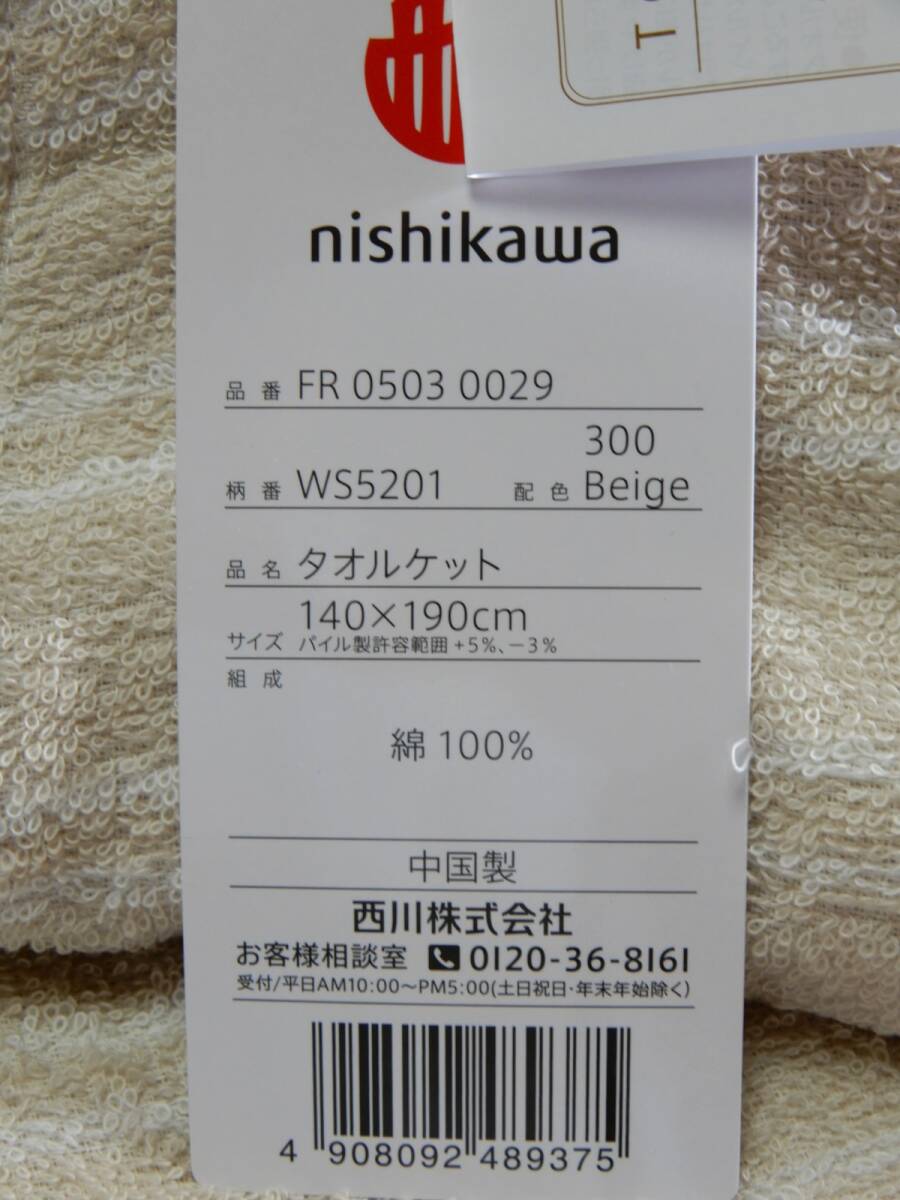 T
nishikawa
品番 FR 0503 0029
300
柄番 WS5201 配色 Beige
品名 タオルケット
140×190cm
サイズ パイル製許容範囲+5%、-3%
組成
綿 100%
中国製
西川株式会社
お客様相談室 0120-36-8161
受付/平日AM10:00~PM5:00(土日祝日・年末年始除く)
4 908092 489375